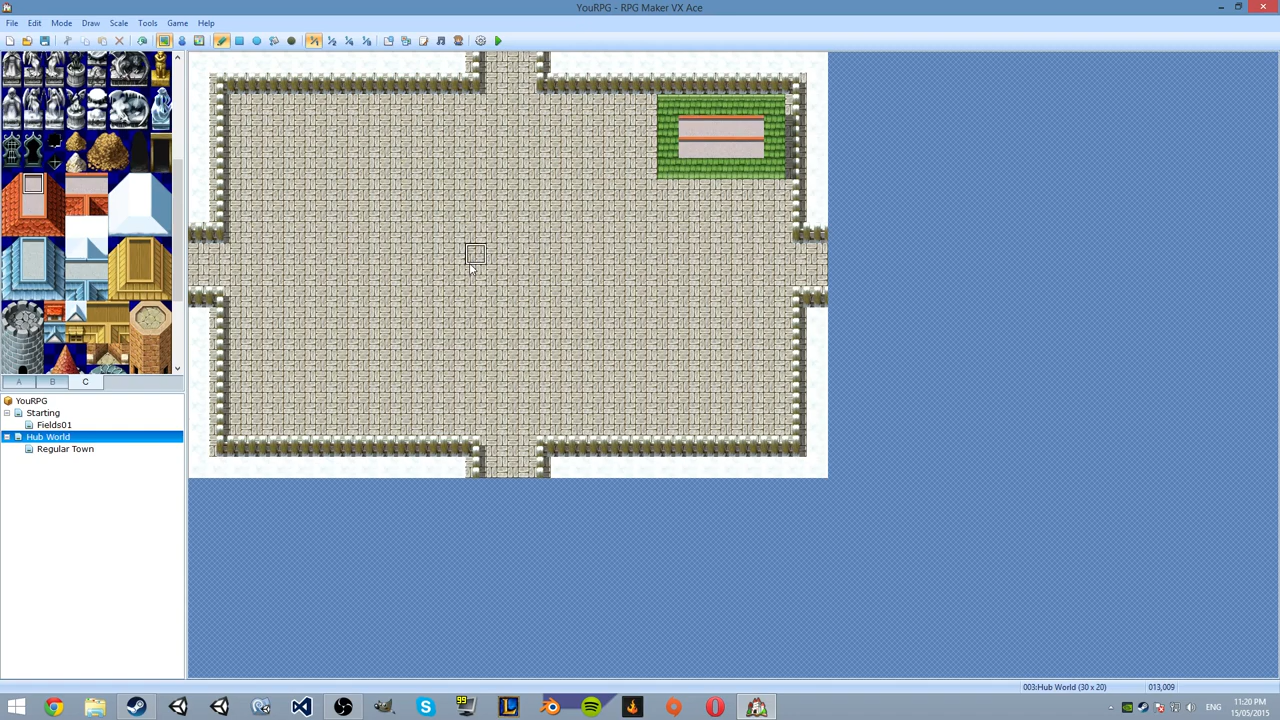 YouRPG - RPG Maker VX Ace
File Edit Mode Draw Scale Tools Game Help
A B C
YouRPG
Starting
Fields01
Hub World
Regular Town
003:Hub World (30 x 20) 013,009
99
ENG
11:20 PM
15/05/2015